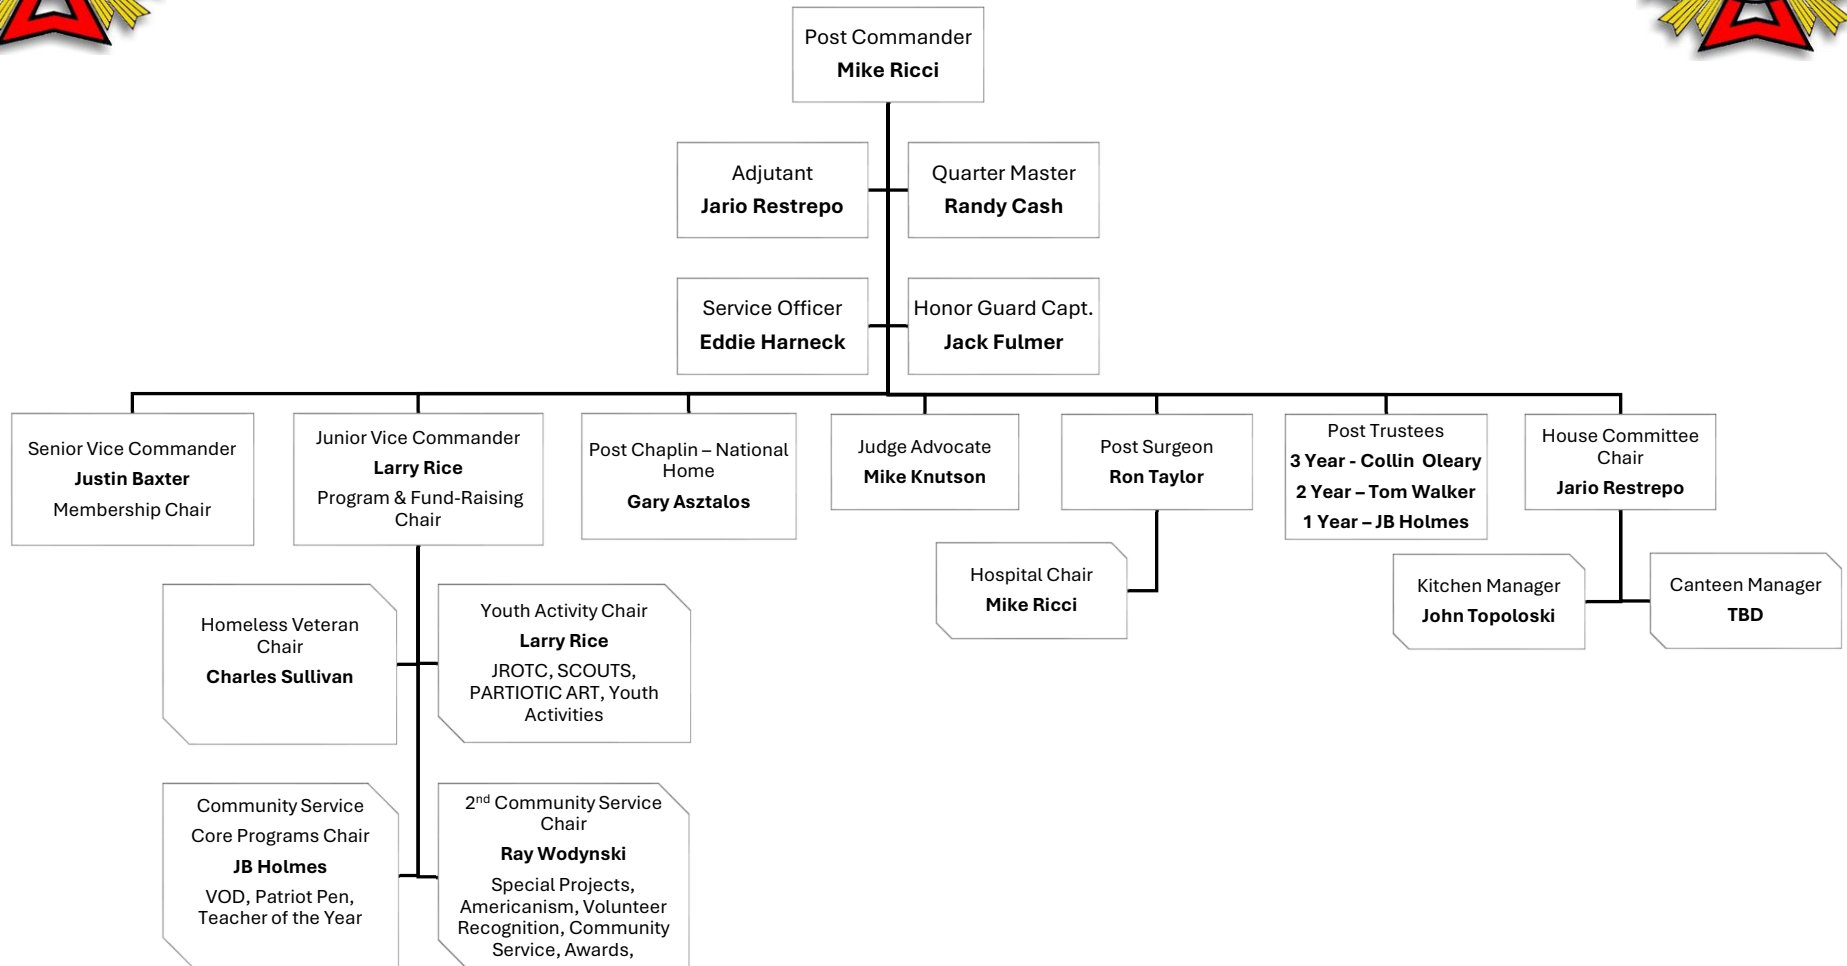 Post Commander
Mike Ricci
Adjutant
Jario Restrepo
Quarter Master
Randy Cash
Service Officer
Eddie Harneck
Honor Guard Capt.
Jack Fulmer
Senior Vice Commander
Justin Baxter
Membership Chair
Junior Vice Commander
Larry Rice
Program & Fund-Raising
Chair
Post Chaplin – National
Home
Gary Asztalos
Judge Advocate
Mike Knutson
Post Surgeon
Ron Taylor
Post Trustees
3 Year - Collin Oleary
2 Year – Tom Walker
1 Year – JB Holmes
House Committee
Chair
Jario Restrepo
Hospital Chair
Mike Ricci
Kitchen Manager
John Topoloski
Canteen Manager
TBD
Homeless Veteran
Chair
Charles Sullivan
Youth Activity Chair
Larry Rice
JROTC, SCOUTS,
PARTIOTIC ART, Youth
Activities
Community Service
Core Programs Chair
JB Holmes
VOD, Patriot Pen,
Teacher of the Year
2nd Community Service
Chair
Ray Wodynski
Special Projects,
Americanism, Volunteer
Recognition, Community
Service, Awards,